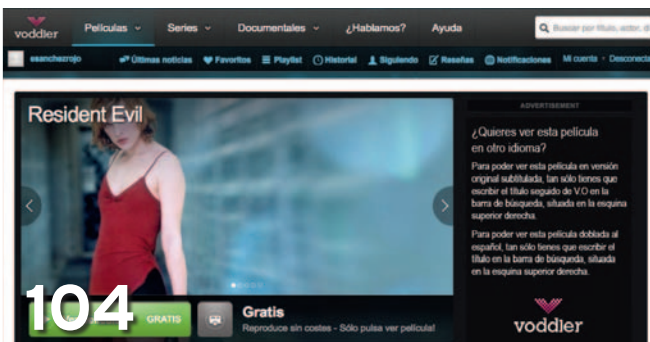 voddler
Películas Series Documentales ¿Hablamos? Ayuda
Buscar por título, actor, d
esanchezrojo Últimas noticias Favoritos Playlist Historial Siguiendo Reseñas Notificaciones Mi cuenta • Desconecta
Resident Evil
ADVERTISEMENT
¿Quieres ver esta película
en otro idioma?
Para poder ver esta película en versión
original subtitulada, tan sólo tienes que
escribir el título seguido de V.O en la
barra de búsqueda, situada en la esquina
superior derecha.
Para poder ver esta película doblada al
español, tan sólo tienes que escribir el
título en la barra de búsqueda, situada
en la esquina superior derecha.
voddler
104
GRATIS
Gratis
Reproduce sin costes - Sólo pulsa ver película!